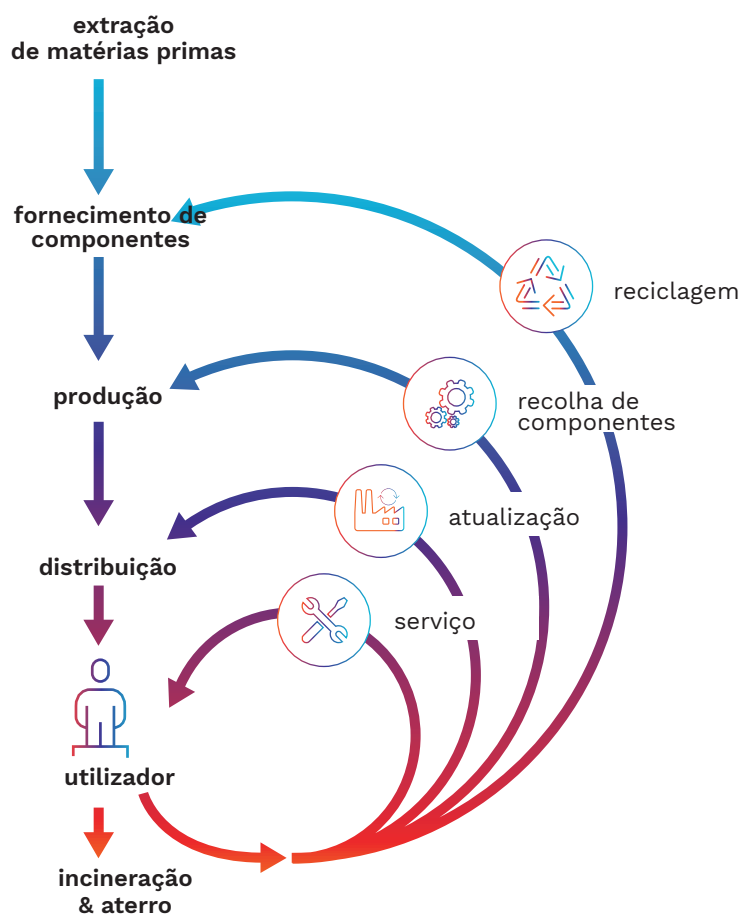 extração
de matérias primas
fornecimento de
componentes
reciclagem
produção
recolha de
componentes
atualização
distribuição
serviço
utilizador
incineração
& aterro